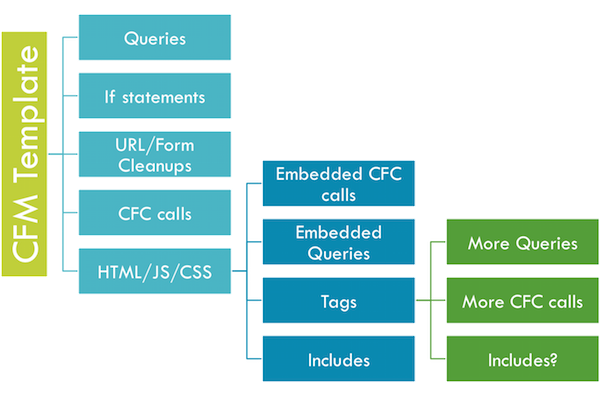 CFM Template
Queries
If statements
URL/Form
Cleanups
CFC calls
HTML/JS/CSS
Embedded CFC
calls
Embedded
Queries
Tags
Includes
More Queries
More CFC calls
Includes?